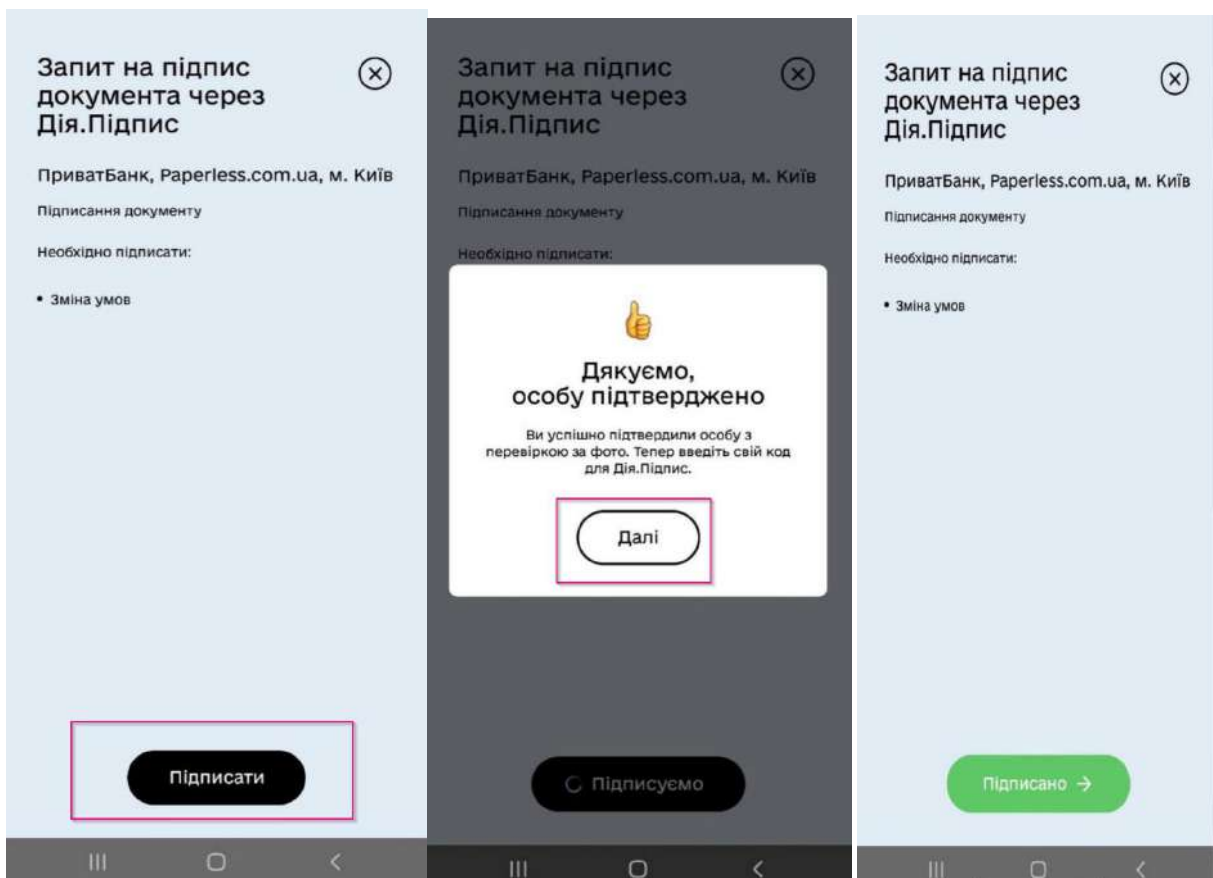 Запит на підпис
документа через
Дія.Підпис
ПриватБанк, Paperless.com.ua, м. Київ
Підписання документу
Необхідно підписати:
• Зміна умов
Підписати
Запит на підпис
документа через
Дія.Підпис
ПриватБанк, Paperless.com.ua, м. Київ
Підписання документу
Необхідно підписати:
Дякуємо,
особу підтверджено
Ви успішно підтвердили особу з
перевіркою за фото. Тепер введіть свій код
для Дія.Підпис.
Далі
Підписуємо
Запит на підпис
документа через
Дія.Підпис
ПриватБанк, Paperless.com.ua, м. Київ
Підписання документу
Необхідно підписати:
• Зміна умов
Підписано →